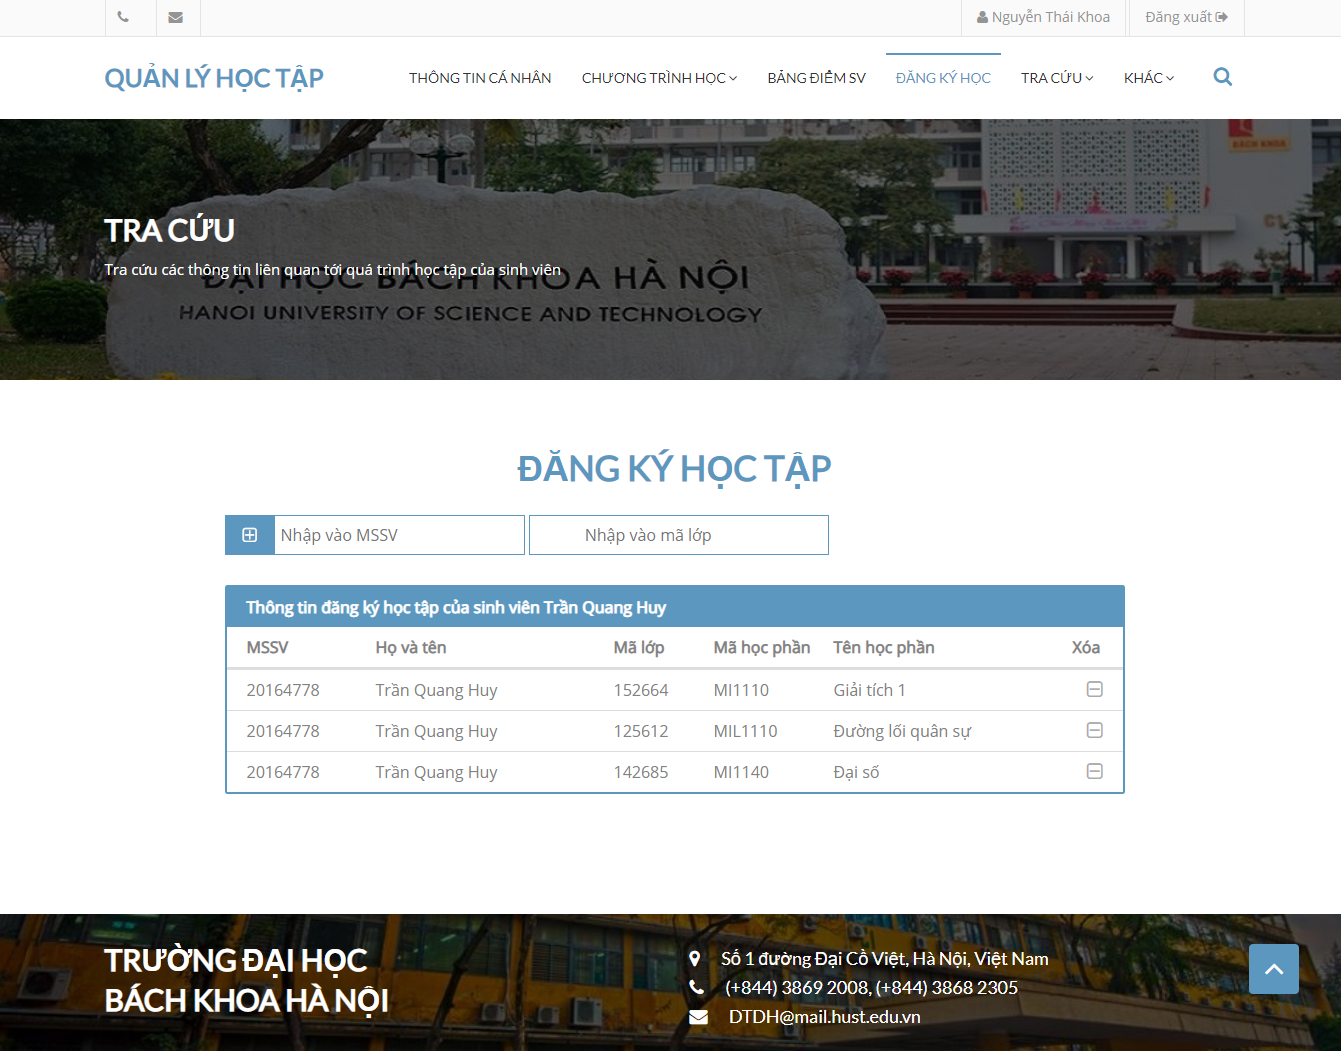 Nguyễn Thái Khoa
Đăng xuất
QUẢN LÝ HỌC TẬP
THÔNG TIN CÁ NHÂN
CHƯƠNG TRÌNH HỌC
BẢNG ĐIỂM SV
ĐĂNG KÝ HỌC
TRA CỨU
KHÁC
BÁCH KHOA
C1
TRA CỨU
Tra cứu các thông tin liên quan tới quá trình học tập của sinh viên
ĐẠI HỌC BÁCH KHOA HÀ NỘI
HANOI UNIVERSITY OF SCIENCE AND TECHNOLOGY
ĐĂNG KÝ HỌC TẬP
Nhập vào MSSV
Nhập vào mã lớp
Thông tin đăng ký học tập của sinh viên Trần Quang Huy
MSSV Họ và tên Mã lớp Mã học phần Tên học phần Xóa
20164778 Trần Quang Huy 152664 MI1110 Giải tích 1
20164778 Trần Quang Huy 125612 MIL1110 Đường lối quân sự
20164778 Trần Quang Huy 142685 MI1140 Đại số
TRƯỜNG ĐẠI HỌC
BÁCH KHOA HÀ NỘI
Số 1 đường Đại Cồ Việt, Hà Nội, Việt Nam
(+844) 3869 2008, (+844) 3868 2305
DTDH@mail.hust.edu.vn